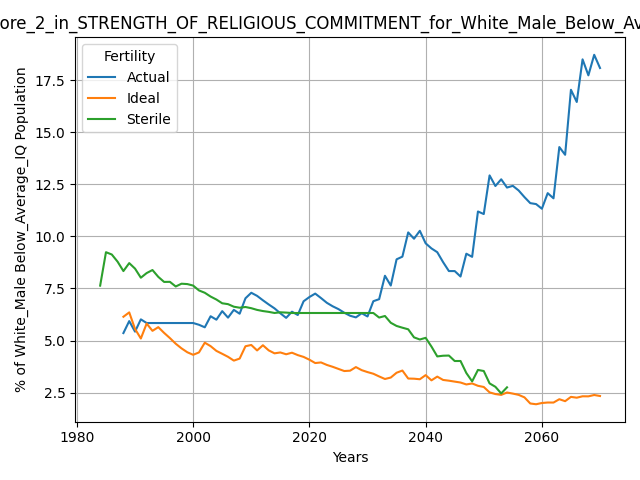 ore_2_in_STRENGTH_OF_RELIGIOUS_COMMITMENT_for_White_Male_Below_Av
% of White_Male Below_Average_IQ Population
17.5
15.0
12.5
10.0
7.5
5.0
2.5
Fertility
Actual
Ideal
Sterile
1980
2000
2020
2040
2060
Years